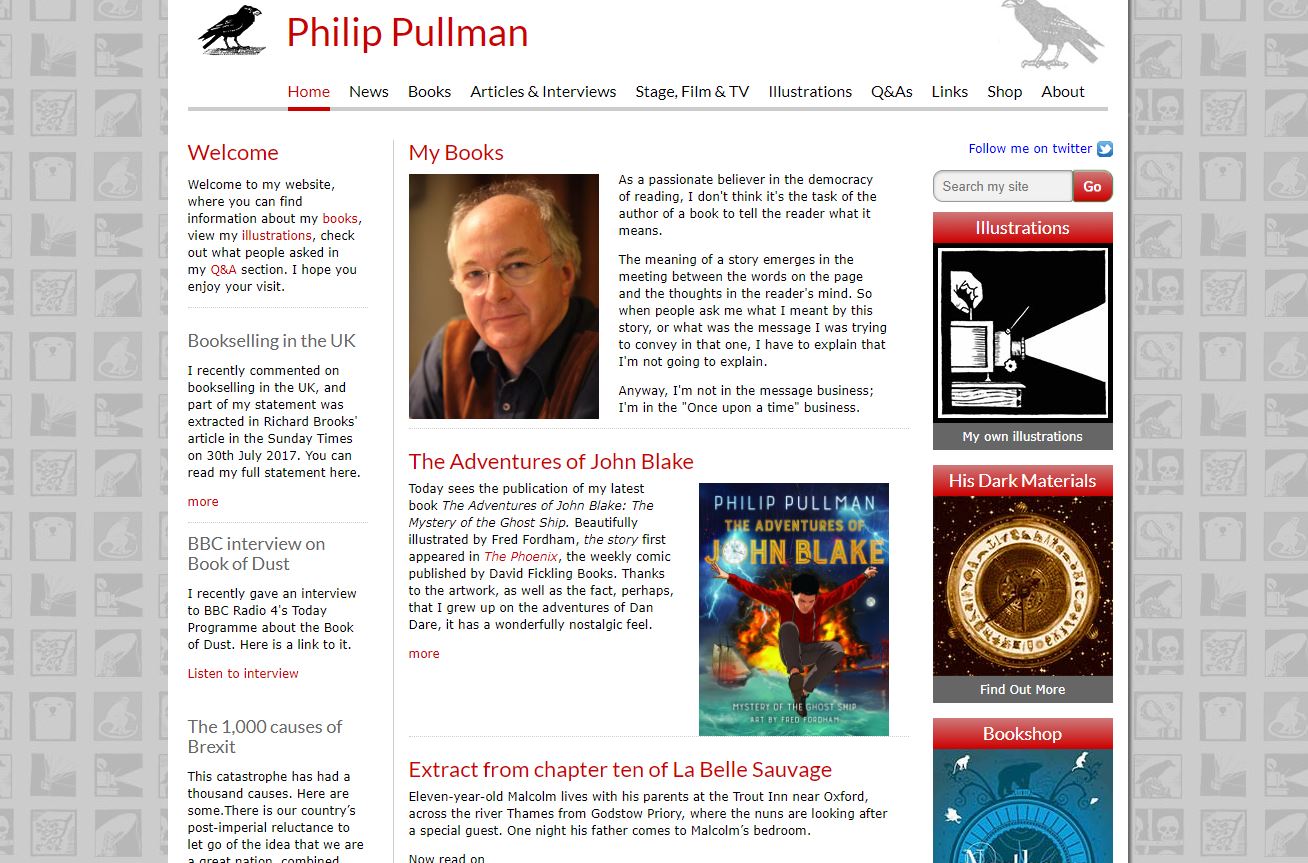 Philip Pullman
Home News Books Articles & Interviews Stage, Film & TV Illustrations Q&As Links Shop About
Welcome
Welcome to my website,
where you can find
information about my books,
view my illustrations, check
out what people asked in
my Q&A section. I hope you
enjoy your visit.
Bookselling in the UK
I recently commented on
bookselling in the UK, and
part of my statement was
extracted in Richard Brooks'
article in the Sunday Times
on 30th July 2017. You can
read my full statement here.
more
BBC interview on
Book of Dust
I recently gave an interview
to BBC Radio 4's Today
Programme about the Book
of Dust. Here is a link to it.
Listen to interview
The 1,000 causes of
Brexit
This catastrophe has had a
thousand causes. Here are
some.There is our country’s
post-imperial reluctance to
let go of the idea that we are
a great nation, combined
My Books
As a passionate believer in the democracy
of reading, I don't think it's the task of the
author of a book to tell the reader what it
means.
The meaning of a story emerges in the
meeting between the words on the page
and the thoughts in the reader's mind. So
when people ask me what I meant by this
story, or what was the message I was trying
to convey in that one, I have to explain that
I'm not going to explain.
Anyway, I'm not in the message business;
I'm in the "Once upon a time" business.
The Adventures of John Blake
Today sees the publication of my latest
book The Adventures of John Blake: The
Mystery of the Ghost Ship. Beautifully
illustrated by Fred Fordham, the story first
appeared in The Phoenix, the weekly comic
published by David Fickling Books. Thanks
to the artwork, as well as the fact, perhaps,
that I grew up on the adventures of Dan
Dare, it has a wonderfully nostalgic feel.
more
PHILIP PULLMAN
THE ADVENTURES OF
JOHN BLAKE
MYSTERY OF THE GHOST SHIP
ART BY FRED FORDHAM
Extract from chapter ten of La Belle Sauvage
Eleven-year-old Malcolm lives with his parents at the Trout Inn near Oxford,
across the river Thames from Godstow Priory, where the nuns are looking after
a special guest. One night his father comes to Malcolm’s bedroom.
Now read on
Follow me on twitter
Search my site Go
Illustrations
My own illustrations
His Dark Materials
Find Out More
Bookshop